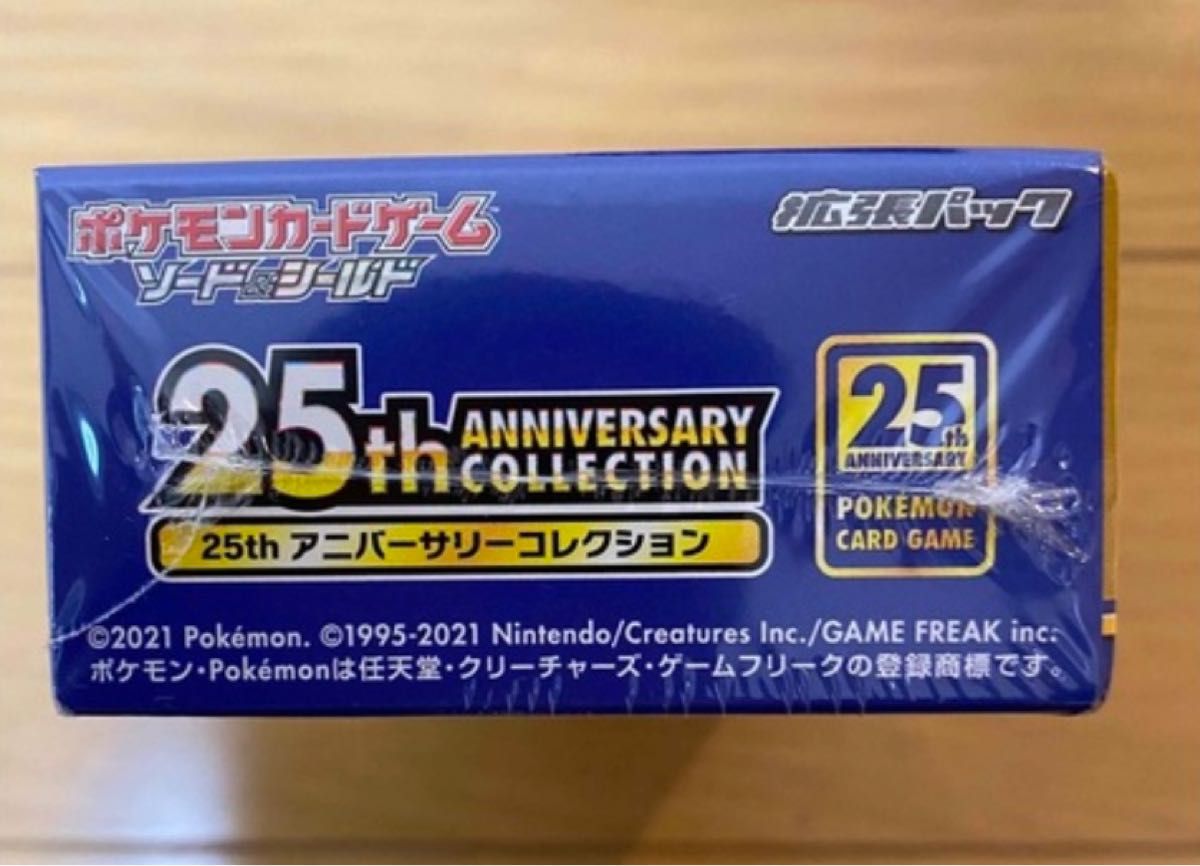 ポケモンカードゲーム
ソード&シールド
拡張パック
25th ANNIVERSARY
COLLECTION
25th アニバーサリーコレクション
25th
ANNIVERSARY
POKÉMON
CARD GAME
©2021 Pokémon. ©1995-2021 Nintendo/Creatures Inc./GAME FREAK inc.
ポケモン・Pokémonは任天堂・クリーチャーズ・ゲームフリークの登録商標です。